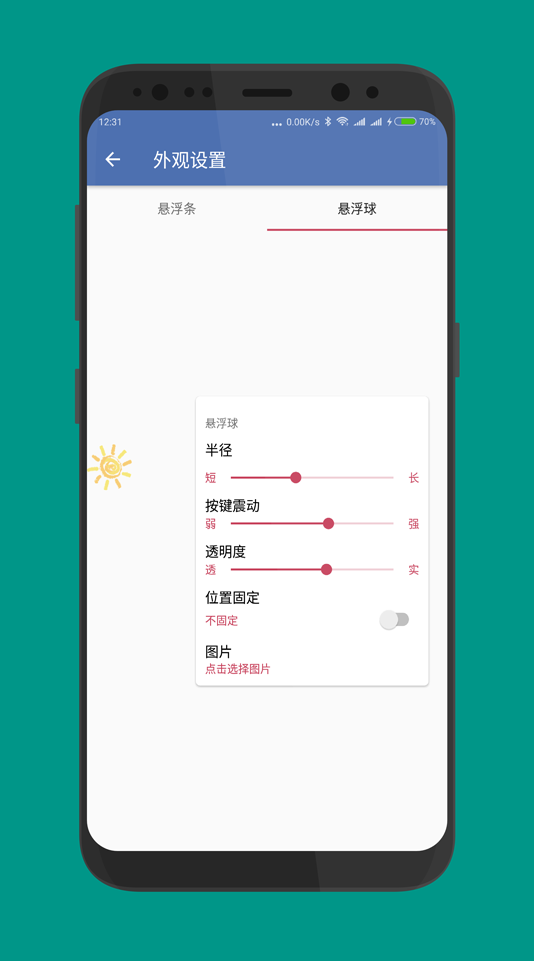 12:31
... 0.00K/s 70%
外观设置
悬浮条 悬浮球
悬浮球
半径
短 长
按键震动
弱 强
透明度
透 实
位置固定
不固定
图片
点击选择图片